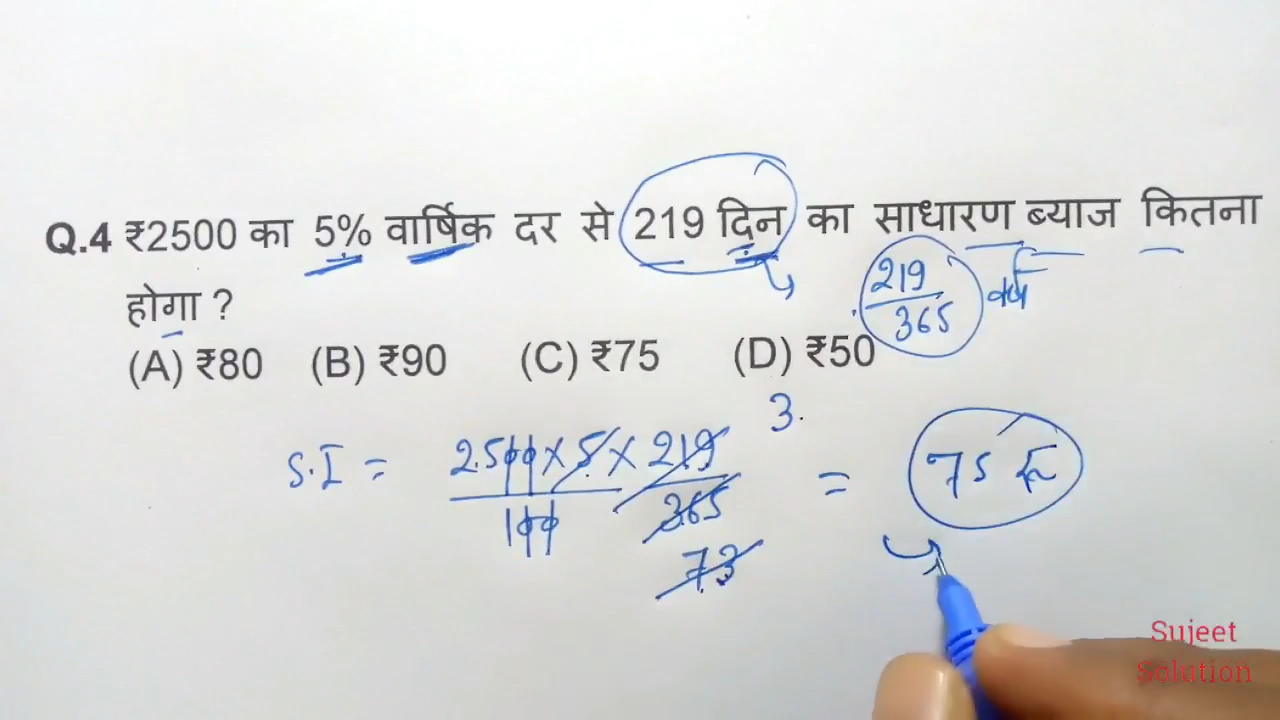 Q.4 ₹2500 का 5% वार्षिक दर से 219 दिन का साधारण ब्याज कितना
होगा ?
219
365 वर्ष
(A) ₹80 (B) ₹90 (C) ₹75 (D) ₹50
3.
S.I = 2500 × 5 × 219 = 75 रू
100 365
73
Sujeet
Solution